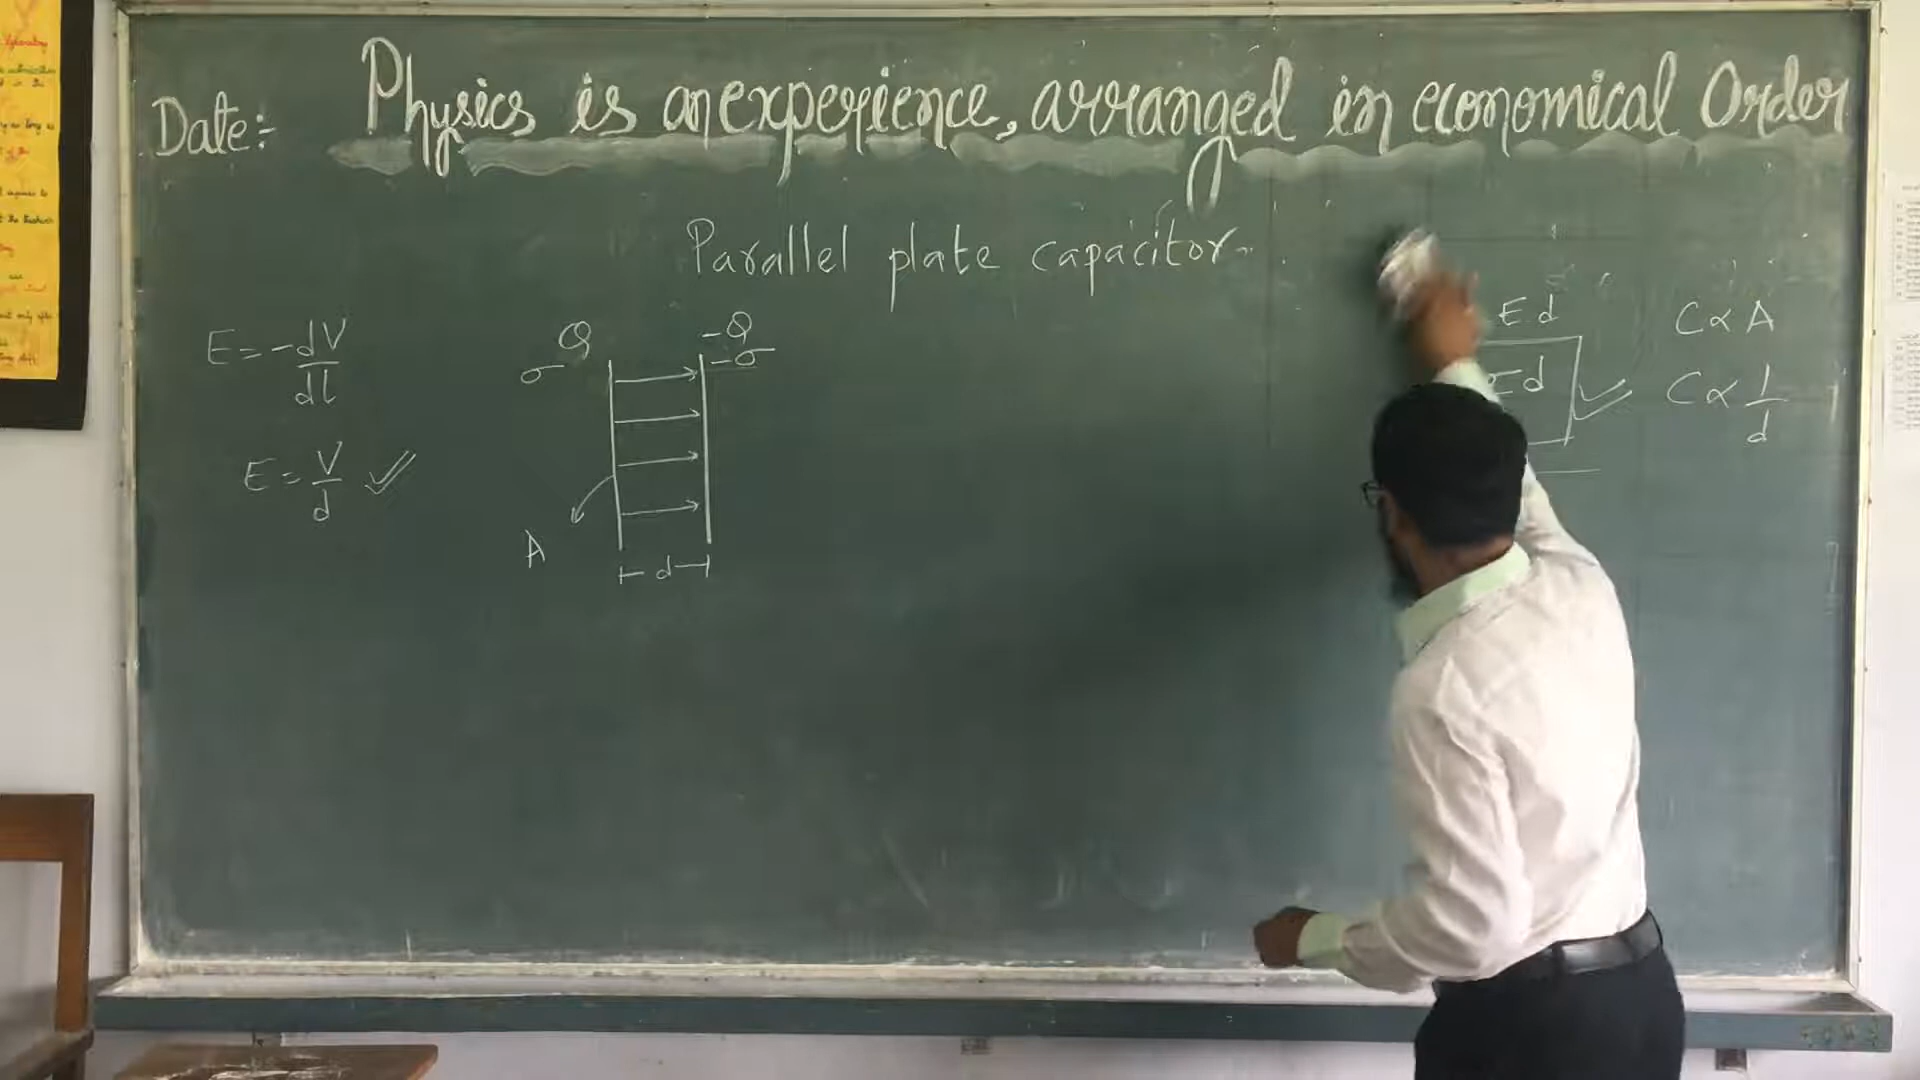 Physics is an experience, arranged in economical Order
Date:-
Parallel plate capacitor
E = -dV/dl
E = V/d
Q
σ
-Q
-σ
A
d
Ed
Ed
C ∝ A
C ∝ 1/d